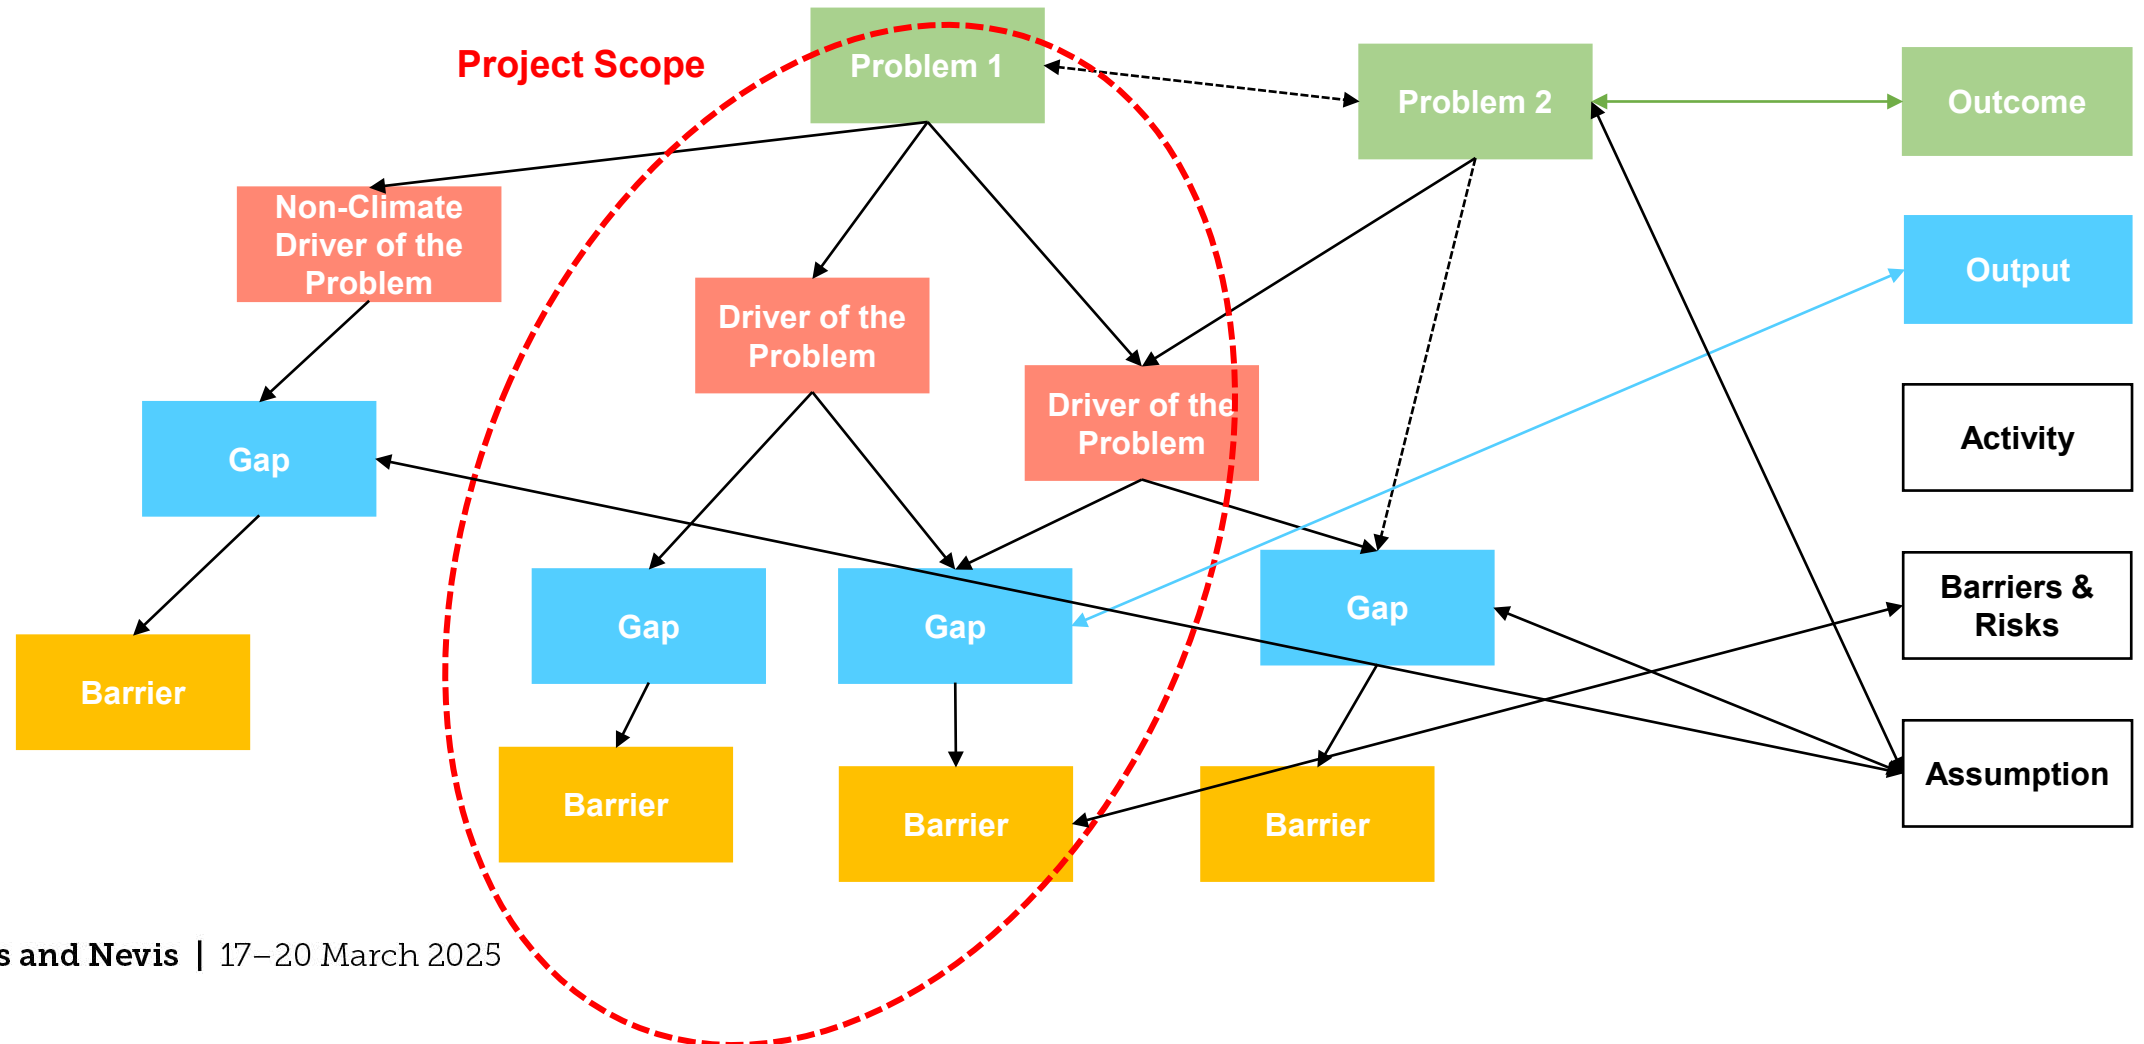 Project Scope
Problem 1
Problem 2
Outcome
Non-Climate
Driver of the
Problem
Output
Driver of the
Problem
Driver of the
Problem
Activity
Gap
Gap
Gap
Gap
Barriers &
Risks
Barrier
Barrier
Barrier
Barrier
Assumption
s and Nevis | 17–20 March 2025